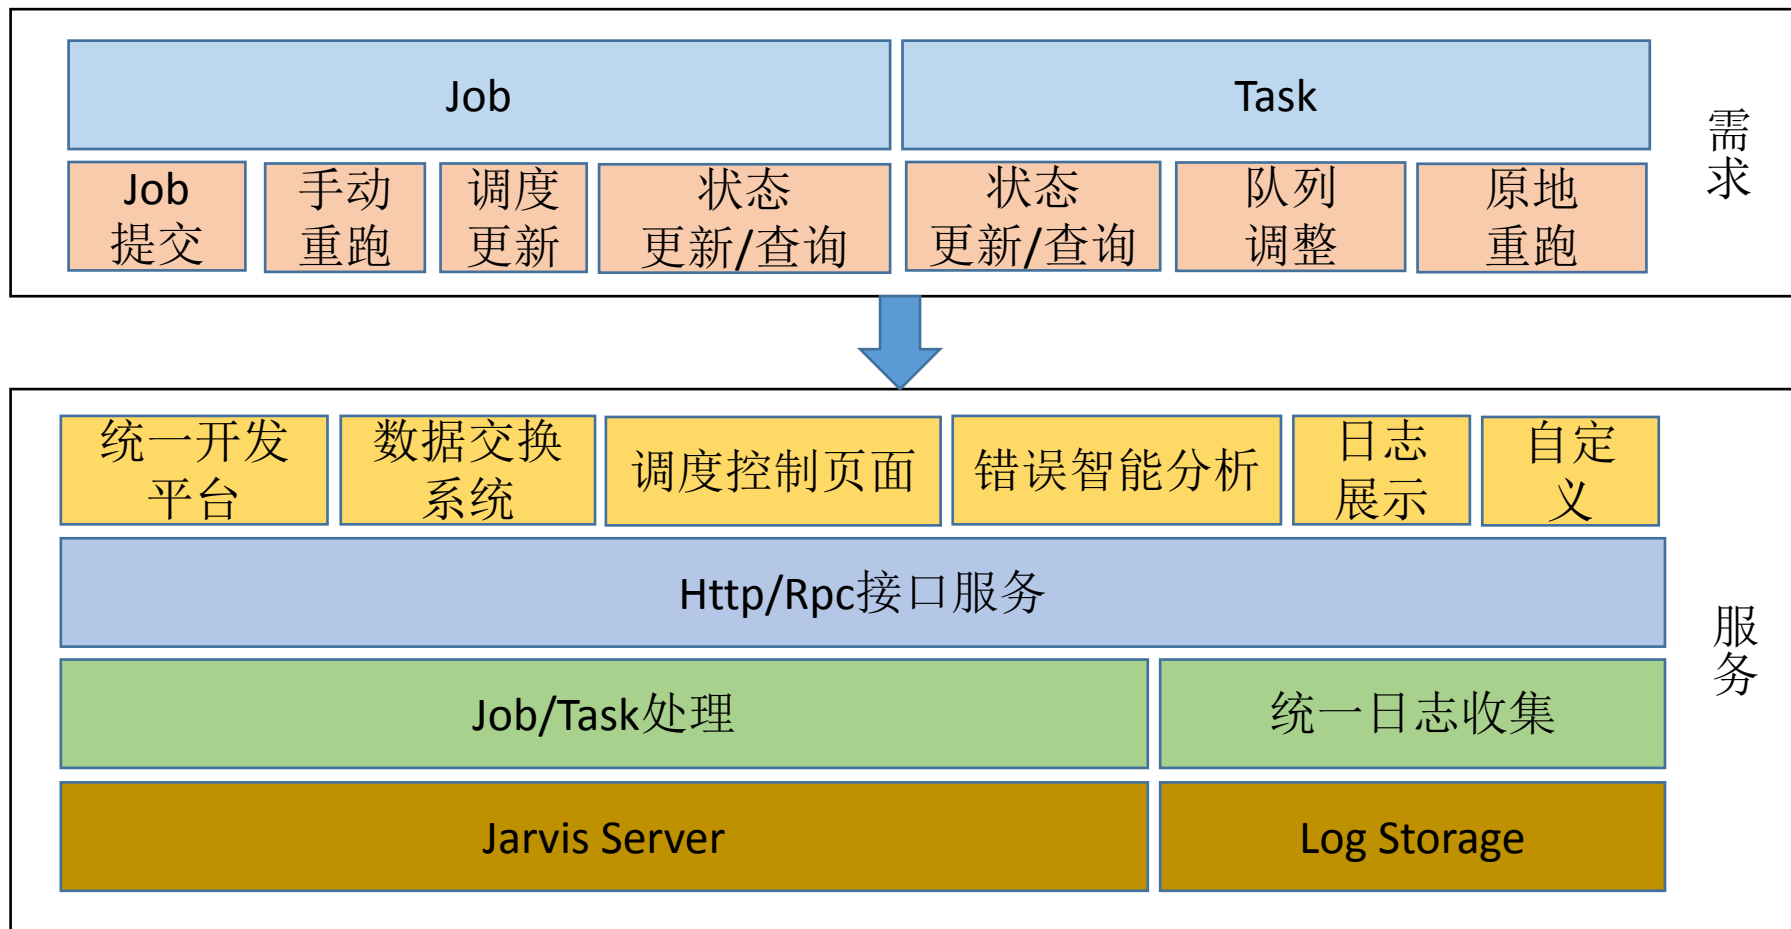 Job
Task
需
求
Job
提交
手动
重跑
调度
更新
状态
更新/查询
状态
更新/查询
队列
调整
原地
重跑
统一开发
平台
数据交换
系统
调度控制页面
错误智能分析
日志
展示
自定
义
Http/Rpc接口服务
服
务
Job/Task处理
统一日志收集
Jarvis Server
Log Storage